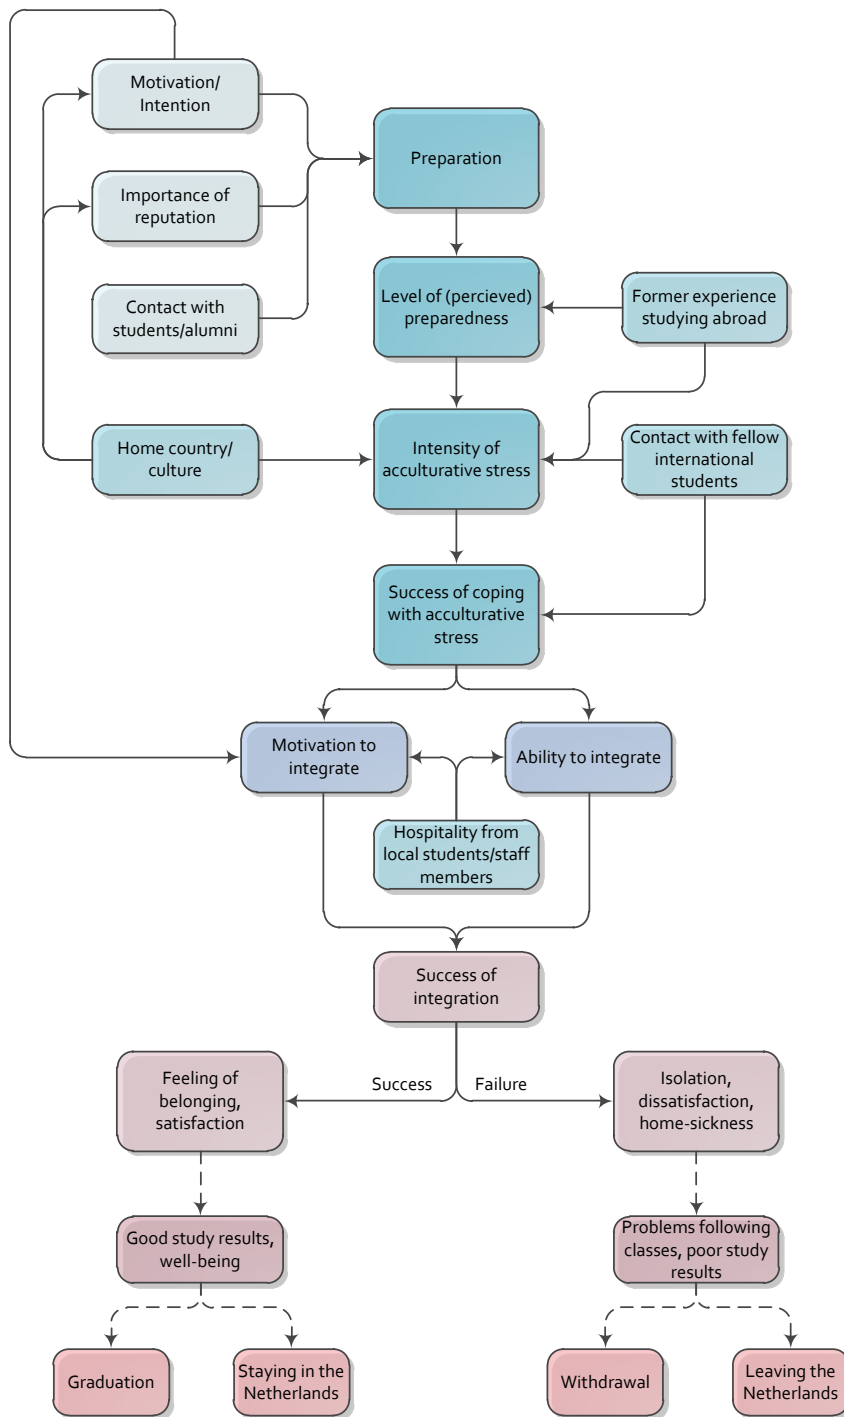 Motivation/
Intention
Preparation
Importance of
reputation
Contact with
students/alumni
Level of (percieved)
preparedness
Former experience
studying abroad
Home country/
culture
Intensity of
acculturative stress
Contact with fellow
international
students
Success of coping
with acculturative
stress
Motivation to
integrate
Ability to integrate
Hospitality from
local students/staff
members
Success of
integration
Success
Failure
Feeling of
belonging,
satisfaction
Isolation,
dissatisfaction,
home-sickness
Good study results,
well-being
Problems following
classes, poor study
results
Graduation
Staying in the
Netherlands
Withdrawal
Leaving the
Netherlands